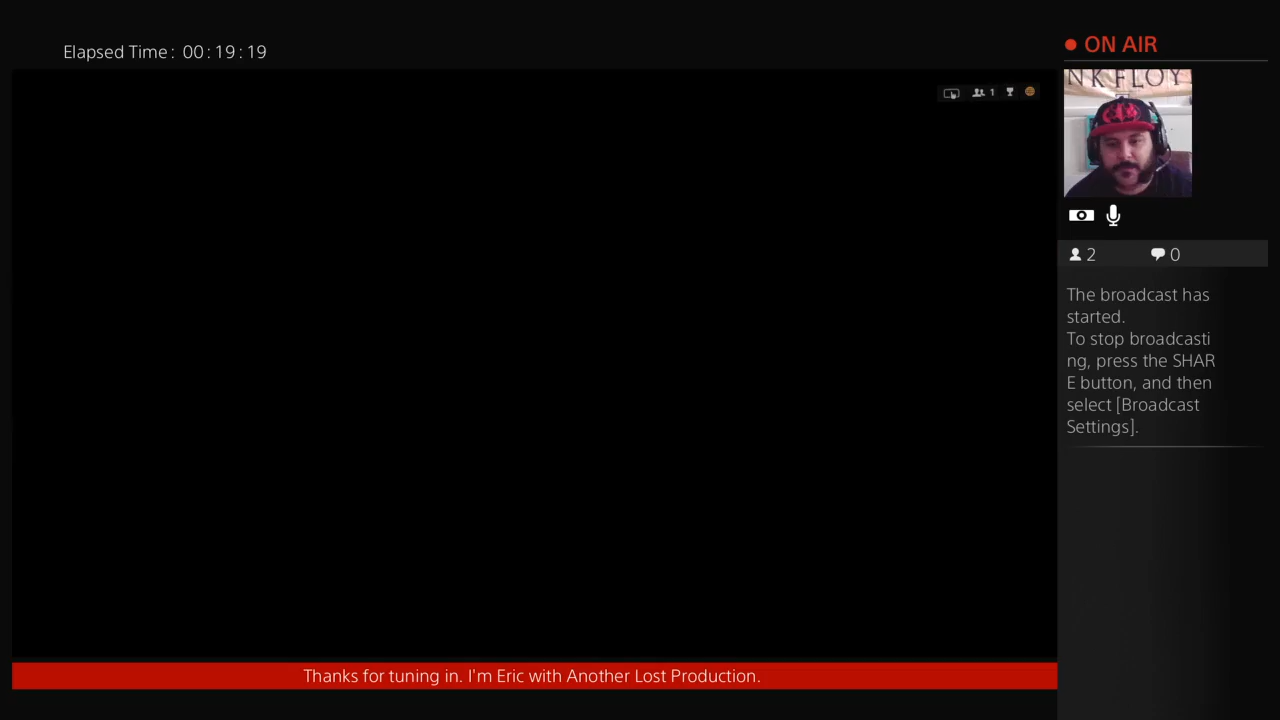 Elapsed Time: 00:19:19
ON AIR
1
NK FLOY
2
0
The broadcast has
started.
To stop broadcasti
ng, press the SHAR
E button, and then
select [Broadcast
Settings].
Thanks for tuning in. I'm Eric with Another Lost Production.